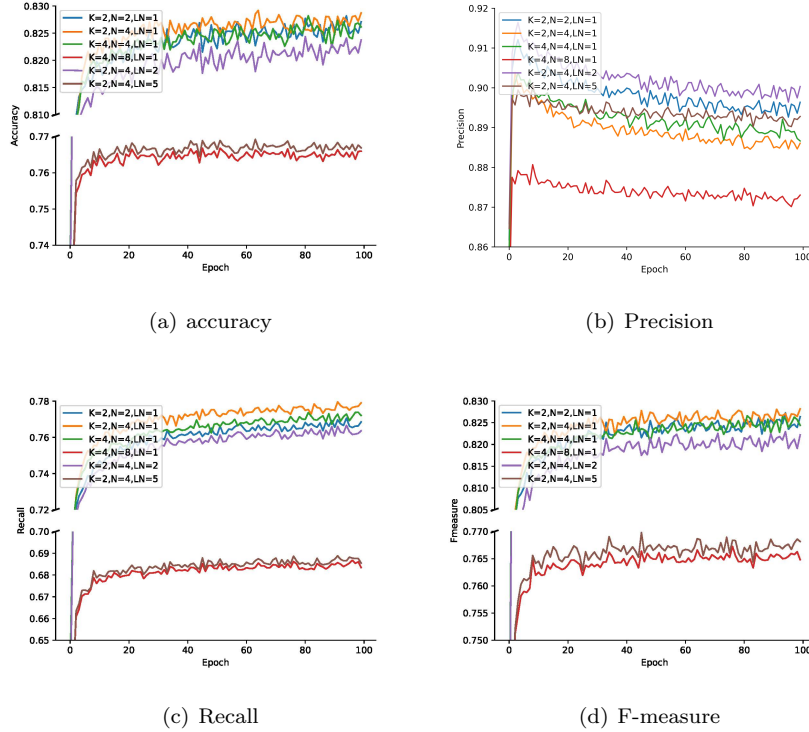 0.830
0.825
0.820
0.815
0.810
0.77
0.76
0.75
0.74
Accuracy
K=2,N=2,LN=1
K=2,N=4,LN=1
K=4,N=4,LN=1
K=4,N=8,LN=1
K=2,N=4,LN=2
K=2,N=4,LN=5
0 20 40 60 80 100
Epoch
(a) accuracy
0.92
0.91
0.90
0.89
0.88
0.87
0.86
Precision
K=2,N=2,LN=1
K=2,N=4,LN=1
K=4,N=4,LN=1
K=4,N=8,LN=1
K=2,N=4,LN=2
K=2,N=4,LN=5
0 20 40 60 80 100
Epoch
(b) Precision
0.78
0.76
0.74
0.72
0.70
0.69
0.68
0.67
0.66
0.65
Recall
K=2,N=2,LN=1
K=2,N=4,LN=1
K=4,N=4,LN=1
K=4,N=8,LN=1
K=2,N=4,LN=2
K=2,N=4,LN=5
0 20 40 60 80 100
Epoch
(c) Recall
0.830
0.825
0.820
0.815
0.810
0.805
0.770
0.765
0.760
0.755
0.750
Fmeasure
K=2,N=2,LN=1
K=2,N=4,LN=1
K=4,N=4,LN=1
K=4,N=8,LN=1
K=2,N=4,LN=2
K=2,N=4,LN=5
0 20 40 60 80 100
Epoch
(d) F-measure